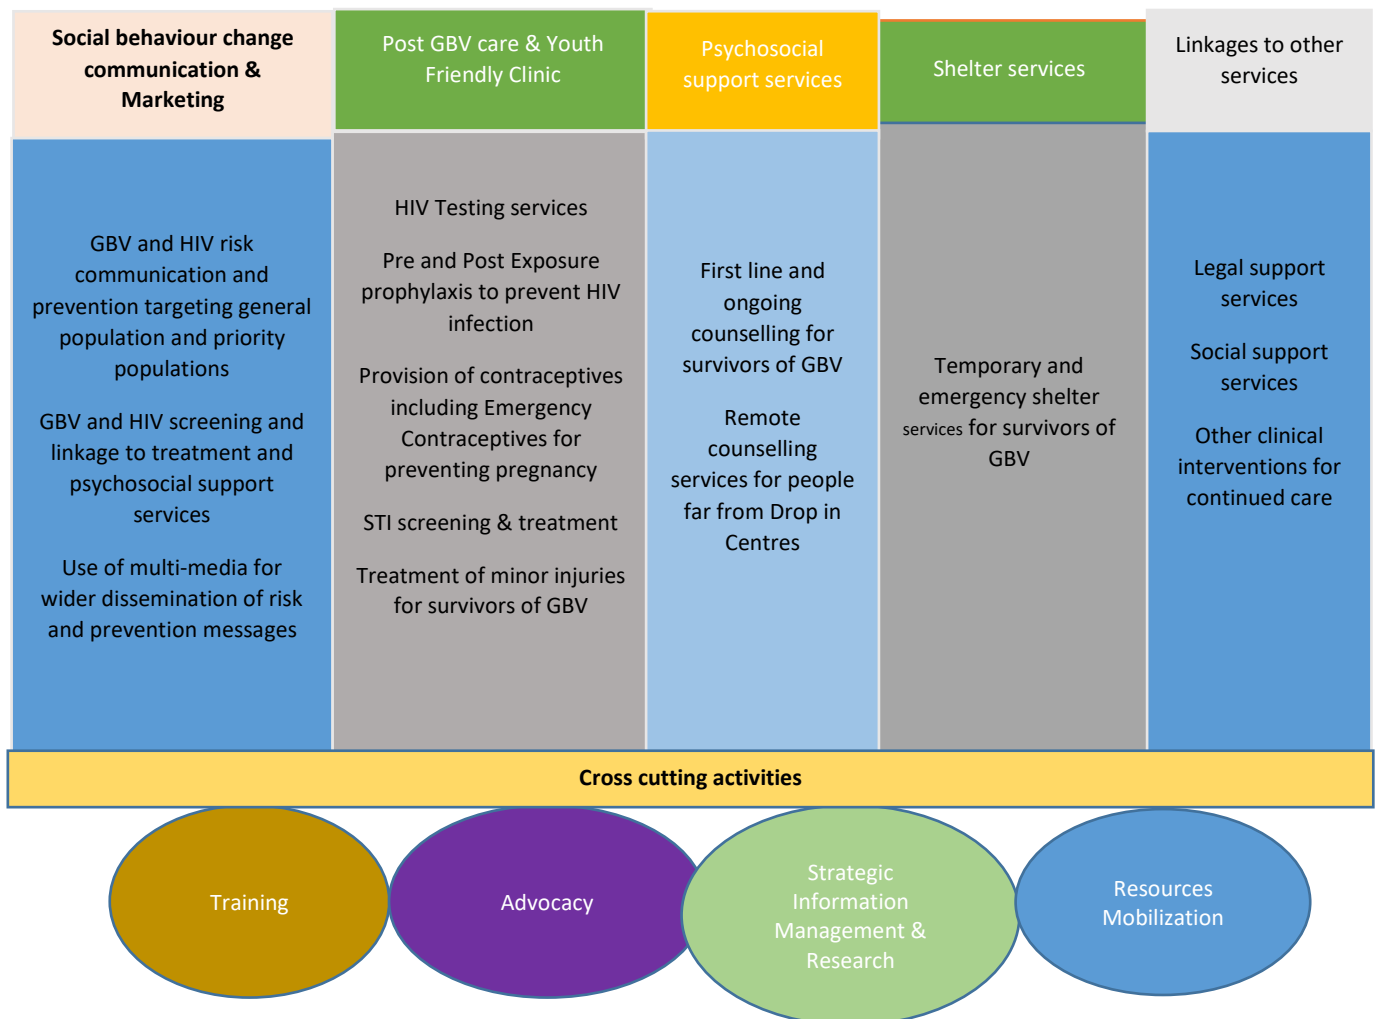 Social behaviour change
communication &
Marketing
Post GBV care & Youth
Friendly Clinic
Psychosocial
support services
Shelter services
Linkages to other
services
GBV and HIV risk
communication and
prevention targeting general
population and priority
populations
GBV and HIV screening and
linkage to treatment and
psychosocial support
services
Use of multi-media for
wider dissemination of risk
and prevention messages
HIV Testing services
Pre and Post Exposure
prophylaxis to prevent HIV
infection
Provision of contraceptives
including Emergency
Contraceptives for
preventing pregnancy
STI screening & treatment
Treatment of minor injuries
for survivors of GBV
First line and
ongoing
counselling for
survivors of GBV
Remote
counselling
services for people
far from Drop in
Centres
Temporary and
emergency shelter
services for survivors of
GBV
Legal support
services
Social support
services
Other clinical
interventions for
continued care
Cross cutting activities
Training
Advocacy
Strategic
Information
Management &
Research
Resources
Mobilization